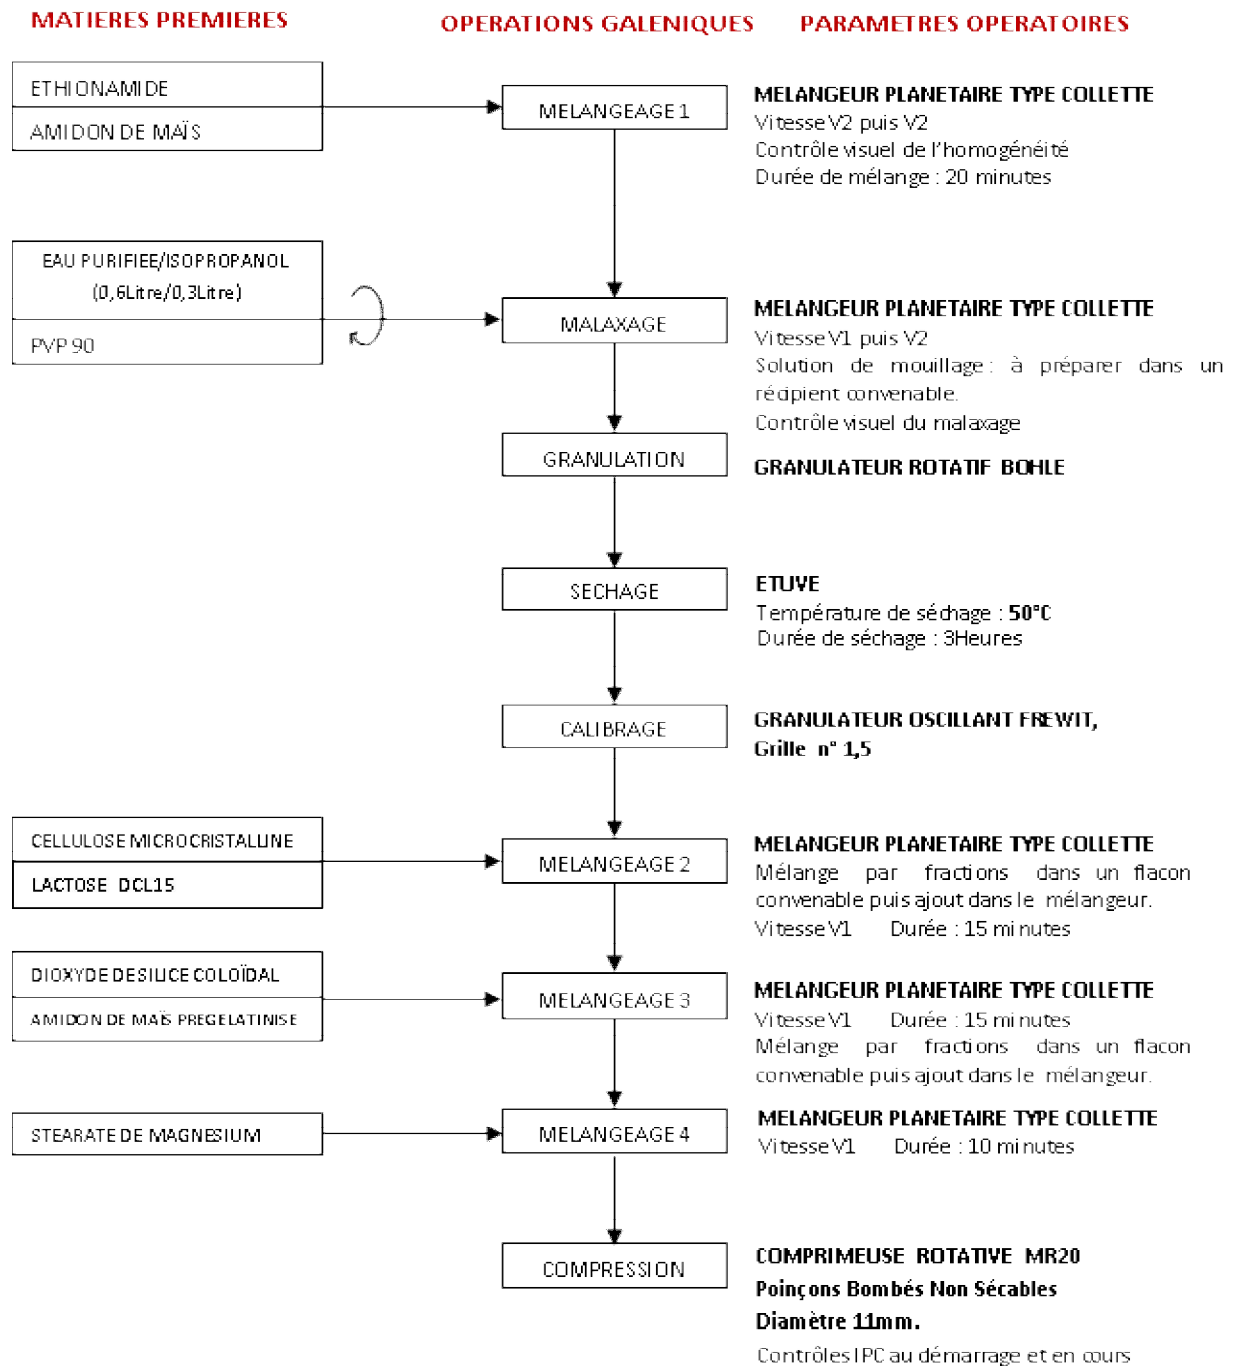 MATIERES PREMIERES
OPERATIONS GALENIQUES
PARAMETRES OPERATOIRES
ETHIONAMIDE
AMIDON DE MAÏS
MELANGEAGE 1
MELANGEUR PLANETAIRE TYPE COLLETTE
Vitesse V2 puis V2
Contrôle visuel de l'homogénéité
Durée de mélange : 20 minutes
EAU PURIFIEE/ISOPROPANOL
(0,6Litre/0,3Litre)
PVP 90
MALAXAGE
MELANGEUR PLANETAIRE TYPE COLLETTE
Vitesse V1 puis V2
Solution de mouillage : à préparer dans un
récipient convenable.
Contrôle visuel du malaxage
GRANULATION
GRANULATEUR ROTATIF BOHLE
SECHAGE
ETUVE
Température de séchage : 50°C
Durée de séchage : 3Heures
CALIBRAGE
GRANULATEUR OSCILLANT FREWIT,
Grille n° 1,5
CELLULOSE MICROCRISTALLINE
LACTOSE DCL15
MELANGEAGE 2
MELANGEUR PLANETAIRE TYPE COLLETTE
Mélange par fractions dans un flacon
convenable puis ajout dans le mélangeur.
Vitesse V1 Durée : 15 minutes
DIOXYDE DE SILICE COLOÏDAL
AMIDON DE MAÏS PREGELATINISE
MELANGEAGE 3
MELANGEUR PLANETAIRE TYPE COLLETTE
Vitesse V1 Durée : 15 minutes
Mélange par fractions dans un flacon
convenable puis ajout dans le mélangeur.
STEARATE DE MAGNESIUM
MELANGEAGE 4
MELANGEUR PLANETAIRE TYPE COLLETTE
Vitesse V1 Durée : 10 minutes
COMPRESSION
COMPRIMEUSE ROTATIVE MR20
Poinçons Bombés Non Sécables
Diamètre 11mm.
Contrôles IPC au démarrage et en cours